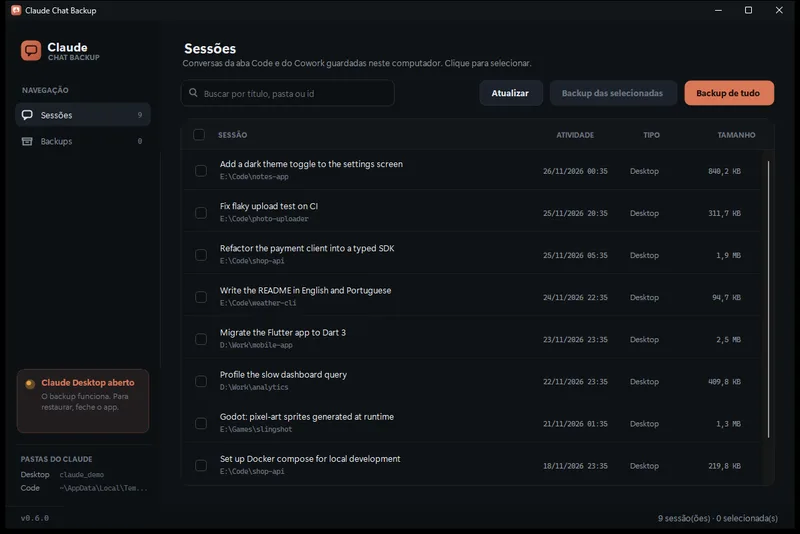 Claude Chat Backup
Claude
CHAT BACKUP
NAVEGAÇÃO
Sessões 9
Backups 0
Claude Desktop aberto
O backup funciona. Para
restaurar, feche o app.
PASTAS DO CLAUDE
Desktop claude_demo
Code ~\AppData\Local\Tem...
v0.6.0
Sessões
Conversas da aba Code e do Cowork guardadas neste computador. Clique para selecionar.
Buscar por título, pasta ou id
Atualizar
Backup das selecionadas
Backup de tudo
SESSÃO ATIVIDADE TIPO TAMANHO
Add a dark theme toggle to the settings screen
E:\Code\notes-app 26/11/2026 00:35 Desktop 840,2 KB
Fix flaky upload test on CI
E:\Code\photo-uploader 25/11/2026 20:35 Desktop 311,7 KB
Refactor the payment client into a typed SDK
E:\Code\shop-api 25/11/2026 05:35 Desktop 1,9 MB
Write the README in English and Portuguese
E:\Code\weather-cli 24/11/2026 22:35 Desktop 94,7 KB
Migrate the Flutter app to Dart 3
D:\Work\mobile-app 23/11/2026 23:35 Desktop 2,5 MB
Profile the slow dashboard query
D:\Work\analytics 22/11/2026 23:35 Desktop 409,8 KB
Godot: pixel-art sprites generated at runtime
E:\Games\slingshot 21/11/2026 01:35 Desktop 1,3 MB
Set up Docker compose for local development
E:\Code\shop-api 18/11/2026 23:35 Desktop 219,8 KB
9 sessão(ões) · 0 selecionada(s)